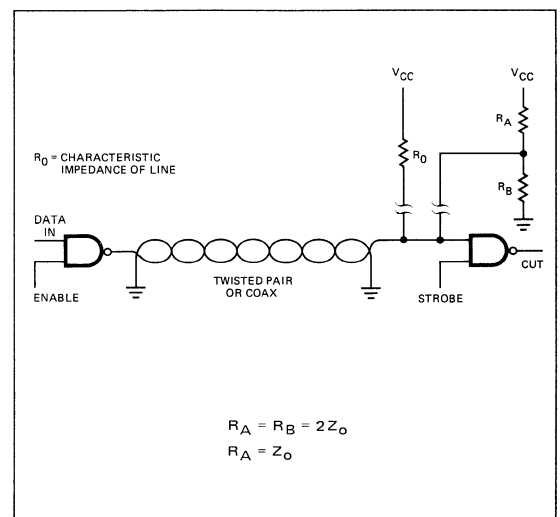 VCC
VCC
RA
R0
RB
R0 = CHARACTERISTIC
IMPEDANCE OF LINE
DATA
IN
ENABLE
TWISTED PAIR
OR COAX
STROBE
CUT
RA = RB = 2Zo
RA = Zo